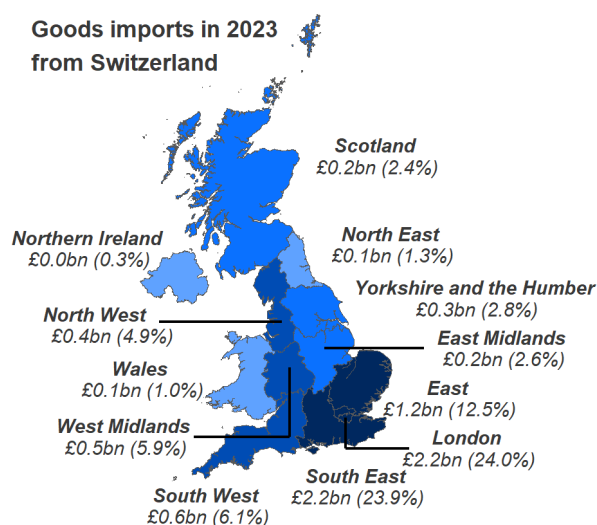 Goods imports in 2023
from Switzerland
Scotland
£0.2bn (2.4%)
Northern Ireland
£0.0bn (0.3%)
North East
£0.1bn (1.3%)
Yorkshire and the Humber
£0.3bn (2.8%)
North West
£0.4bn (4.9%)
East Midlands
£0.2bn (2.6%)
Wales
£0.1bn (1.0%)
East
£1.2bn (12.5%)
West Midlands
£0.5bn (5.9%)
London
£2.2bn (24.0%)
South East
£2.2bn (23.9%)
South West
£0.6bn (6.1%)